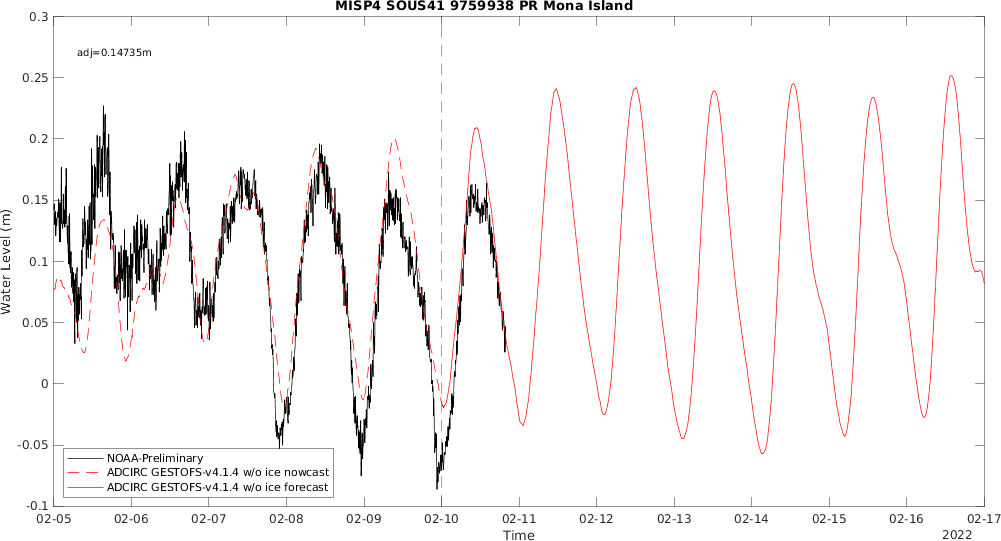 MISP4 SOUS41 9759938 PR Mona Island
adj=0.14735m
Water Level (m)
0.3
0.25
0.2
0.15
0.1
0.05
0
-0.05
-0.1
NOAA-Preliminary
ADCIRC GESTOFS-v4.1.4 w/o ice nowcast
ADCIRC GESTOFS-v4.1.4 w/o ice forecast
02-05 02-06 02-07 02-08 02-09 02-10 02-11 02-12 02-13 02-14 02-15 02-16 02-17
Time
2022